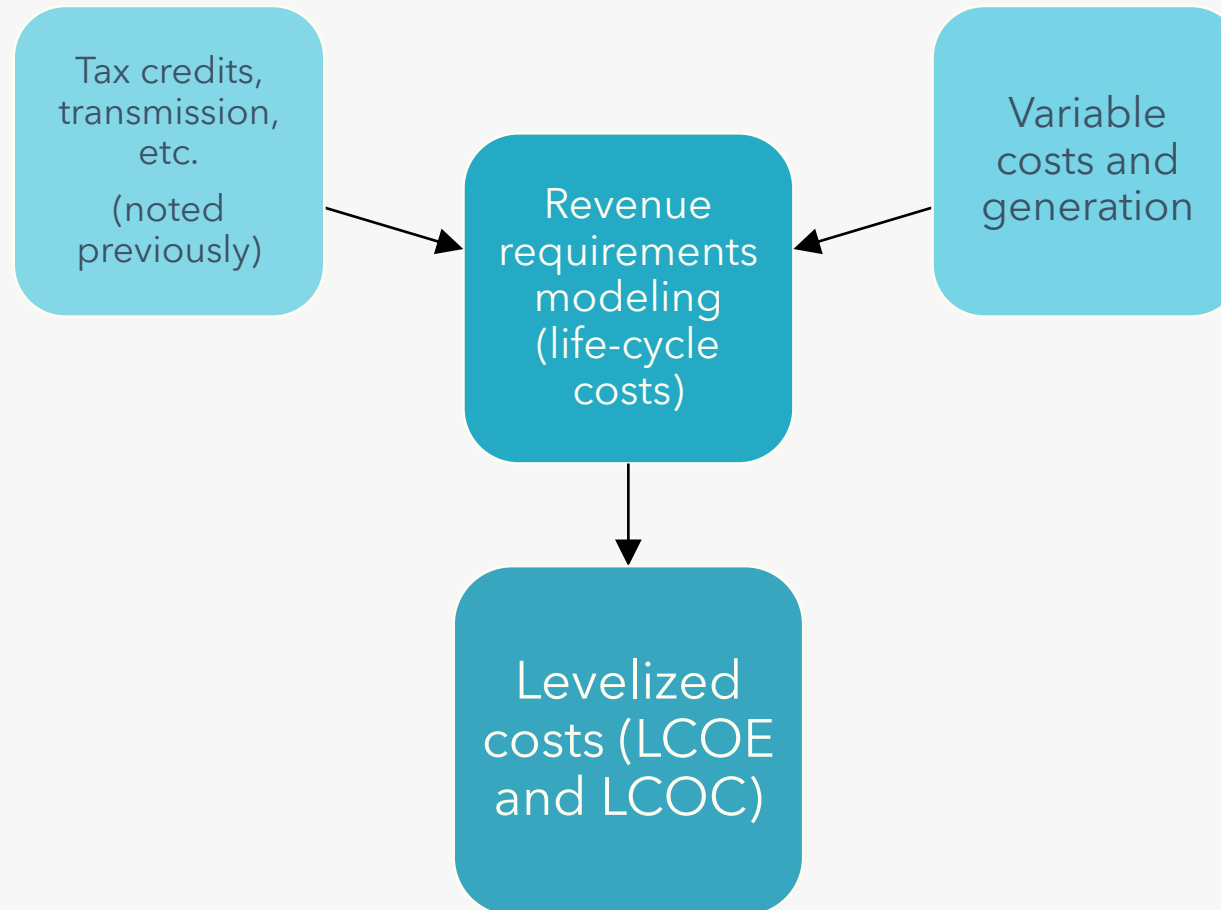 Tax credits,
transmission,
etc.
(noted
previously)
Revenue
requirements
modeling
(life-cycle
costs)
Variable
costs and
generation
Levelized
costs (LCOE
and LCOC)